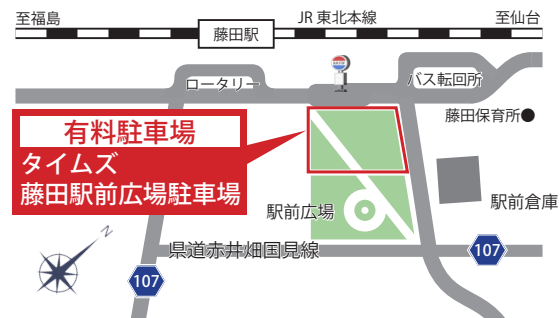 至福島
JR 東北本線
至仙台
藤田駅
ロータリー
バス転回所
藤田保育所
有料駐車場
タイムズ
藤田駅前広場駐車場
駅前広場
駅前倉庫
県道赤井畑国見線
107
107
N